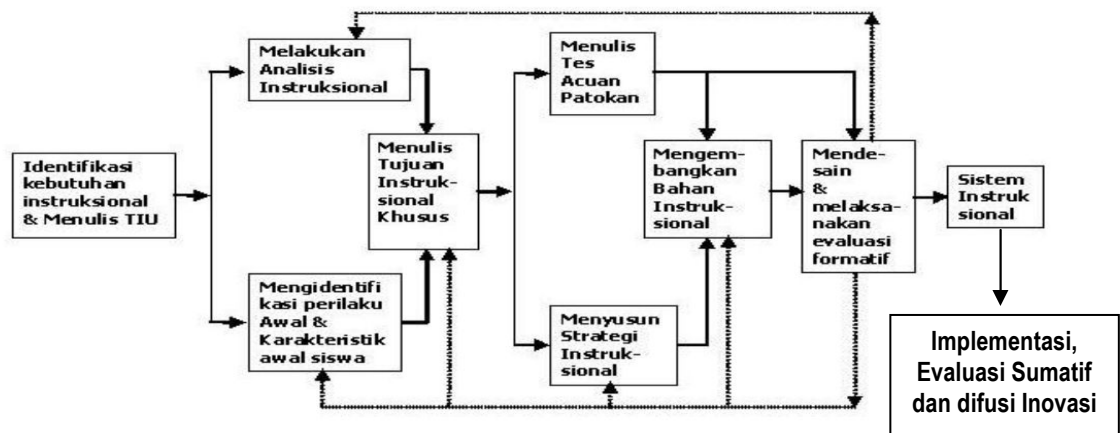 Identifikasi
kebutuhan
instruksional
& Menulis TIU
Melakukan
Analisis
Instruksional
Mengidentifi
kasi perilaku
Awal &
Karakteristik
awal siswa
Menulis
Tujuan
Instruk-
sional
Khusus
Menulis
Tes
Acuan
Patokan
Menyusun
Strategi
Instruk-
sional
Mengem-
bangkan
Bahan
Instruk-
sional
Mende-
sain
&
melaksa-
nakan
evaluasi
formatif
Sistem
Instruk
sional
Implementasi,
Evaluasi Sumatif
dan difusi Inovasi